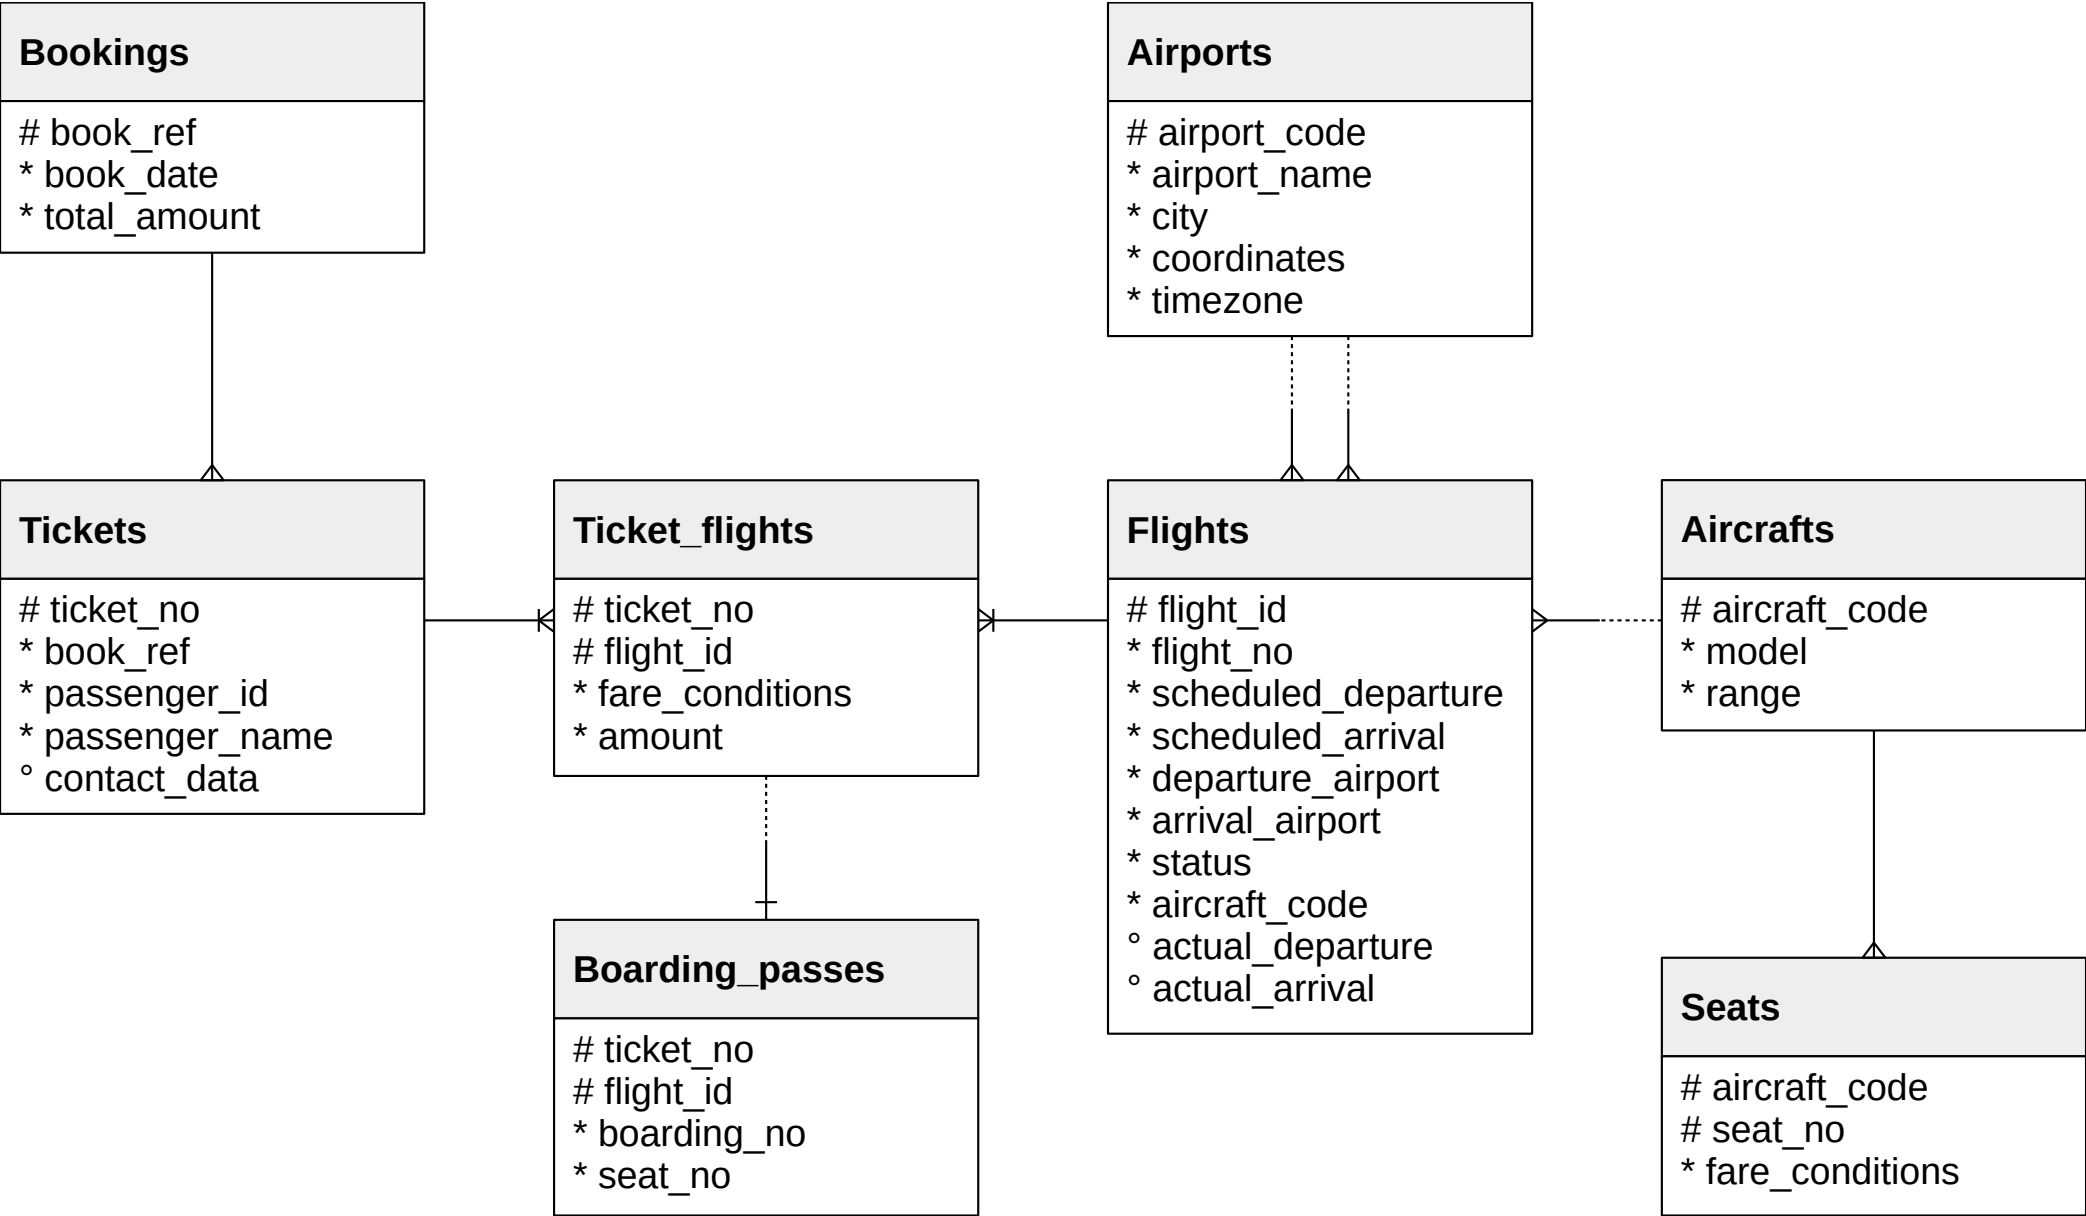 Bookings
# book_ref
* book_date
* total_amount
Airports
# airport_code
* airport_name
* city
* coordinates
* timezone
Tickets
# ticket_no
* book_ref
* passenger_id
* passenger_name
° contact_data
Ticket_flights
# ticket_no
# flight_id
* fare_conditions
* amount
Flights
# flight_id
* flight_no
* scheduled_departure
* scheduled_arrival
* departure_airport
* arrival_airport
* status
* aircraft_code
° actual_departure
° actual_arrival
Aircrafts
# aircraft_code
* model
* range
Boarding_passes
# ticket_no
# flight_id
* boarding_no
* seat_no
Seats
# aircraft_code
# seat_no
* fare_conditions